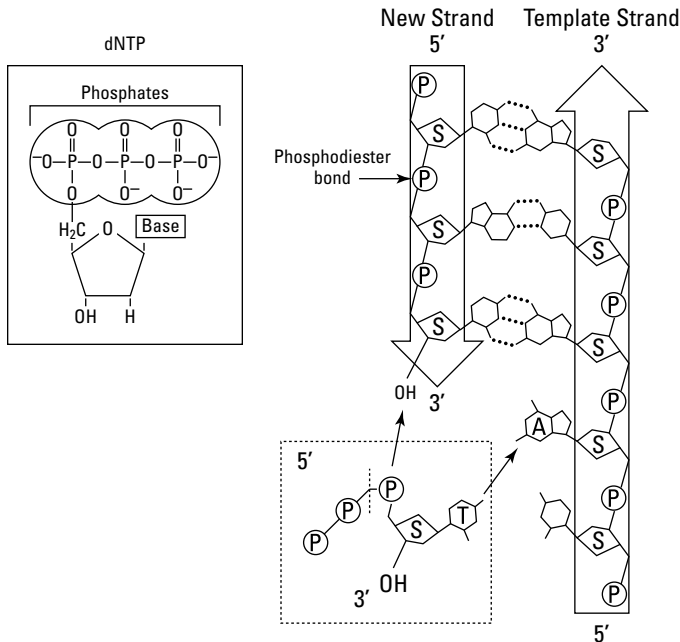 dNTP
Phosphates
O O O
⁻O–P–O–P–O–P–O⁻
O O⁻ O⁻
H₂C O Base
OH H
New Strand Template Strand
5′ 3′
P
S S
Phosphodiester
bond
P
P
S S
P
P
S S
OH
3′
P
A
S
5′
P
P
P
S
T
OH
3′
P
S
P
5′